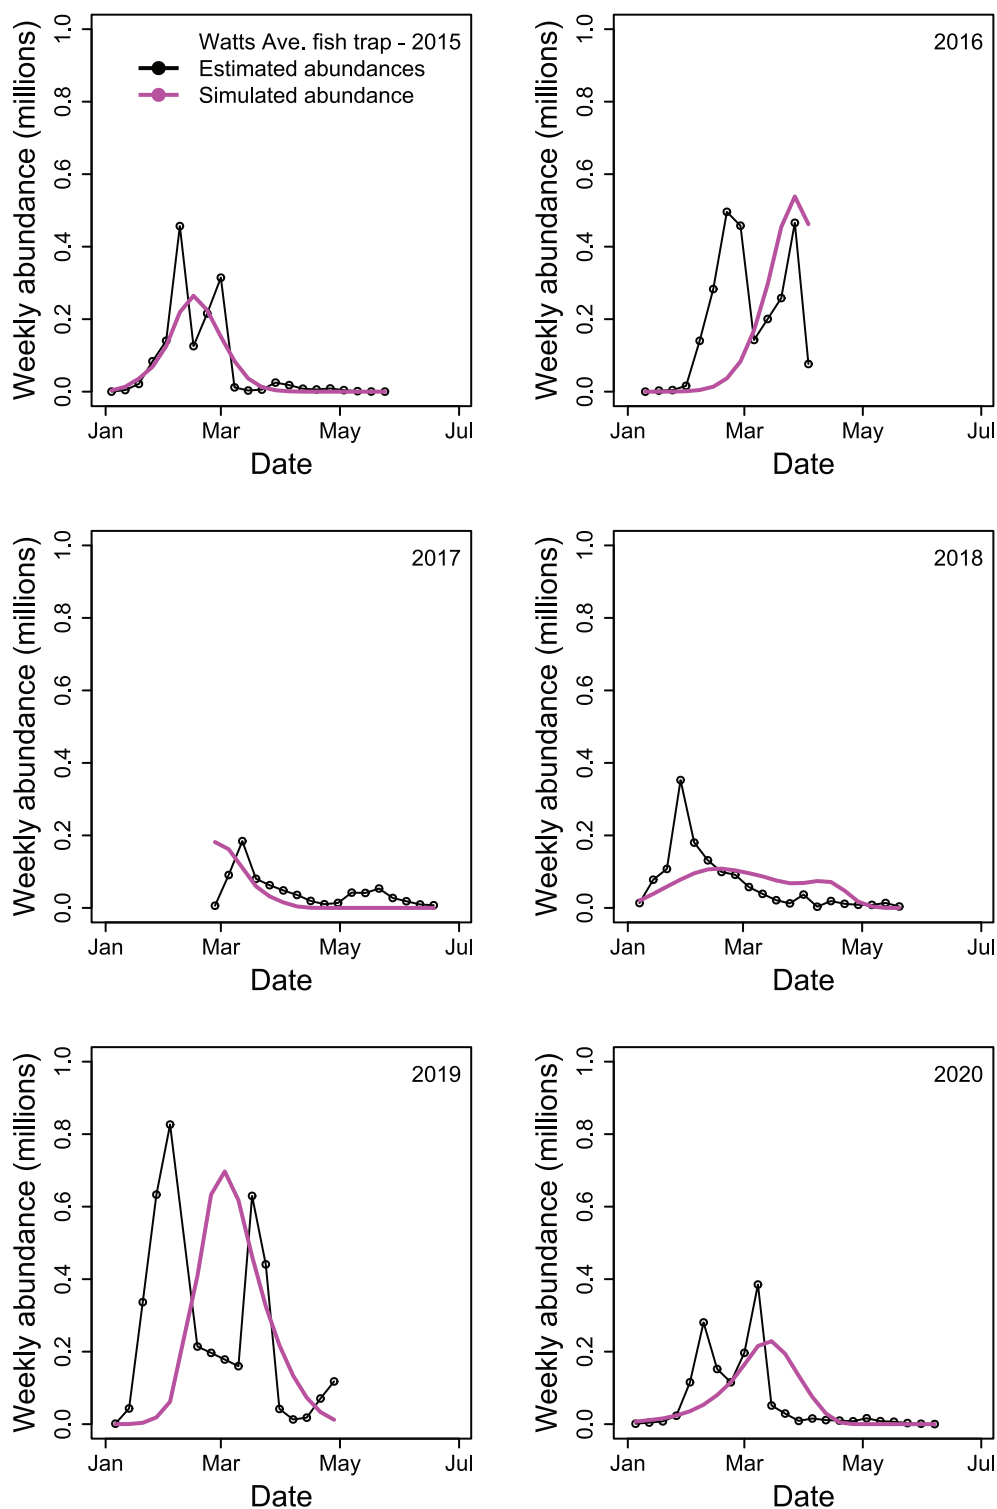 Watts Ave. fish trap - 2015
Estimated abundances
Simulated abundance
Weekly abundance (millions)
1.0
0.8
0.6
0.4
0.2
0.0
Jan Mar May Jul
Date
2016
Weekly abundance (millions)
1.0
0.8
0.6
0.4
0.2
0.0
Jan Mar May Jul
Date
2017
Weekly abundance (millions)
1.0
0.8
0.6
0.4
0.2
0.0
Jan Mar May Jul
Date
2018
Weekly abundance (millions)
1.0
0.8
0.6
0.4
0.2
0.0
Jan Mar May Jul
Date
2019
Weekly abundance (millions)
1.0
0.8
0.6
0.4
0.2
0.0
Jan Mar May Jul
Date
2020
Weekly abundance (millions)
1.0
0.8
0.6
0.4
0.2
0.0
Jan Mar May Jul
Date